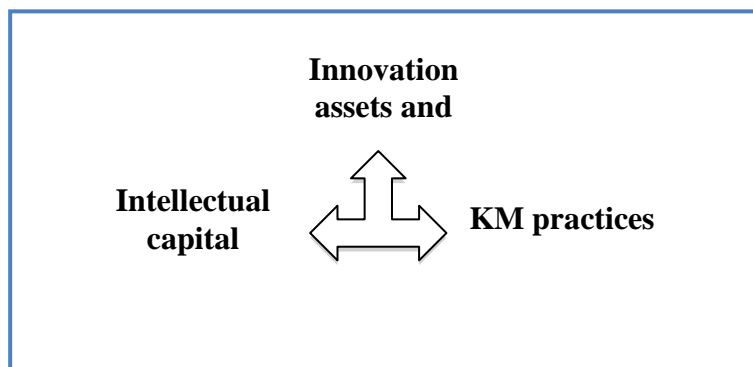 Innovation
assets and
Intellectual
capital
KM practices